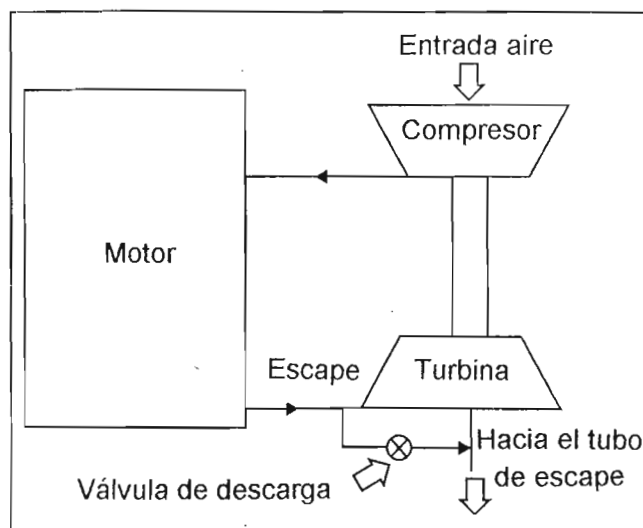 Entrada aire
Compresor
Motor
Escape
Turbina
Hacia el tubo
de escape
Válvula de descarga